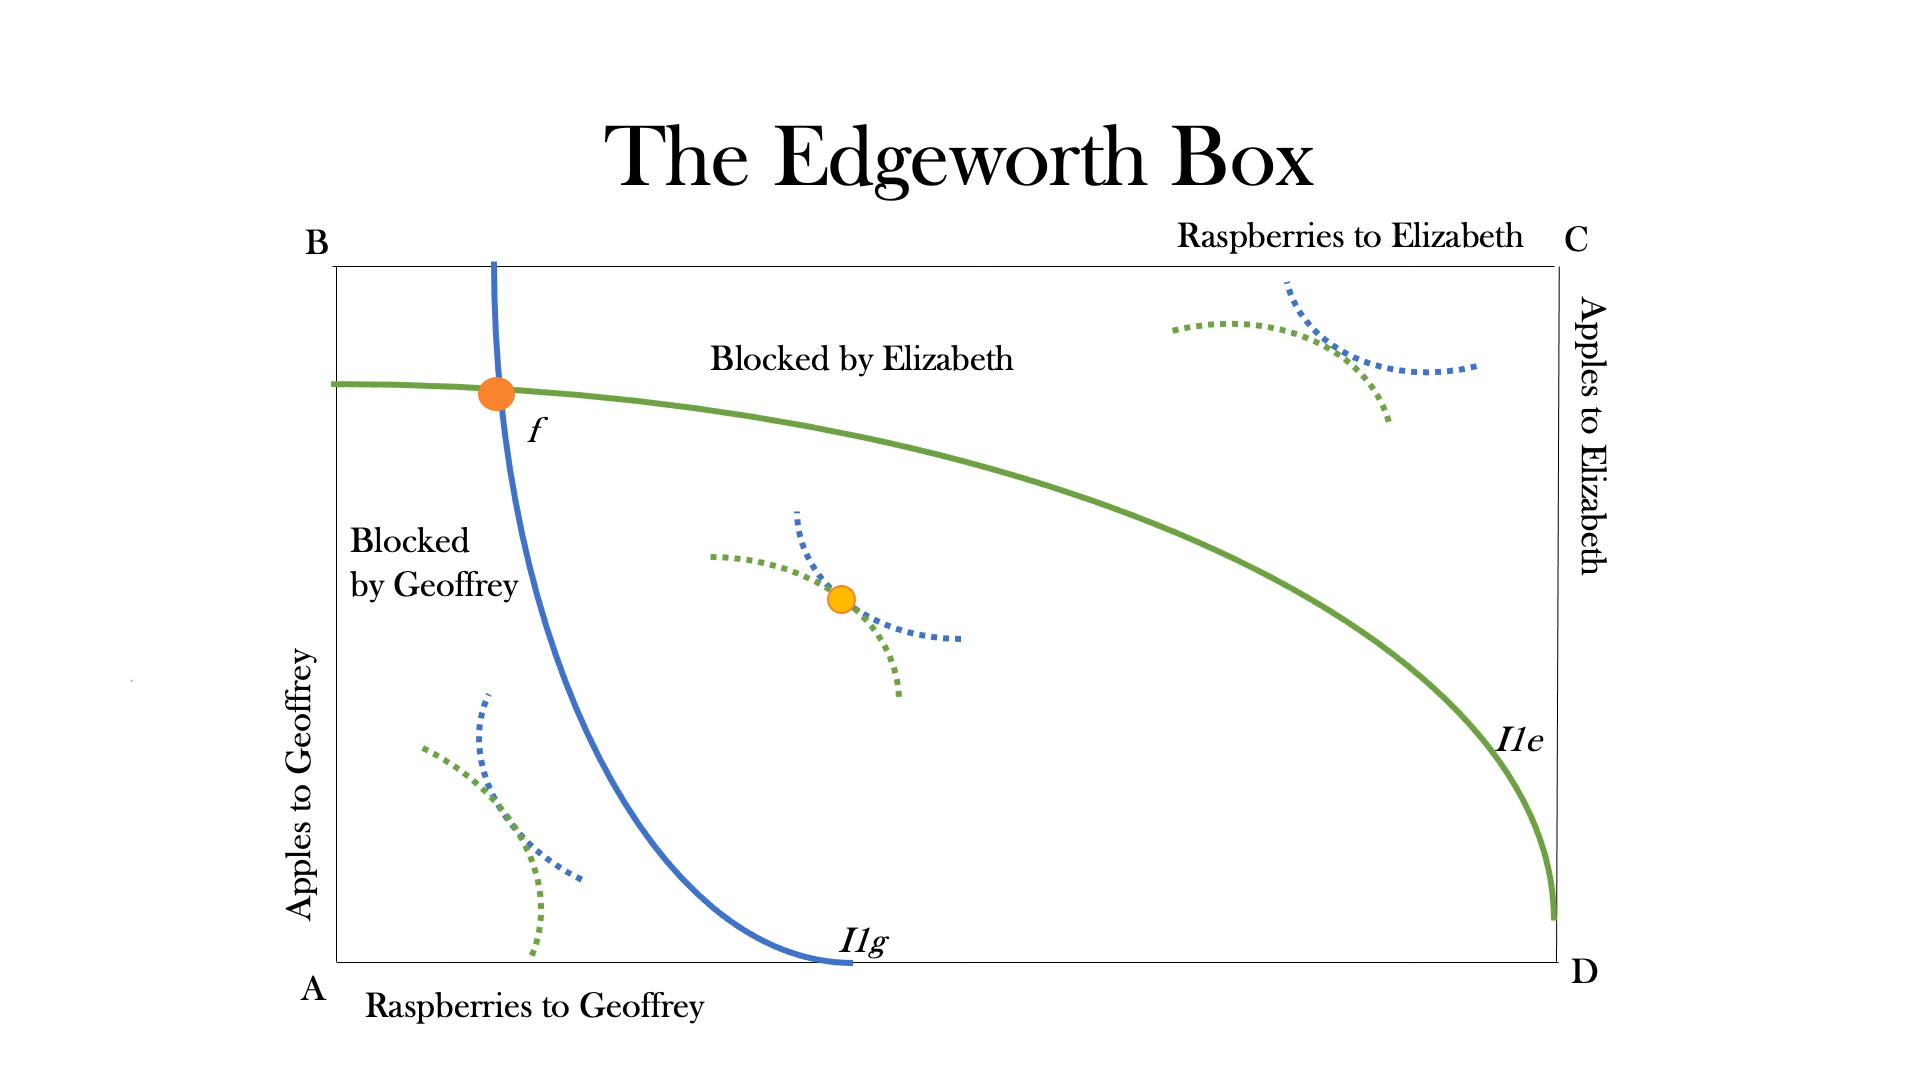 The Edgeworth Box
B
Raspberries to Elizabeth
C
Apples to Elizabeth
Blocked by Elizabeth
f
Blocked
by Geoffrey
Apples to Geoffrey
I1e
I1g
A
D
Raspberries to Geoffrey